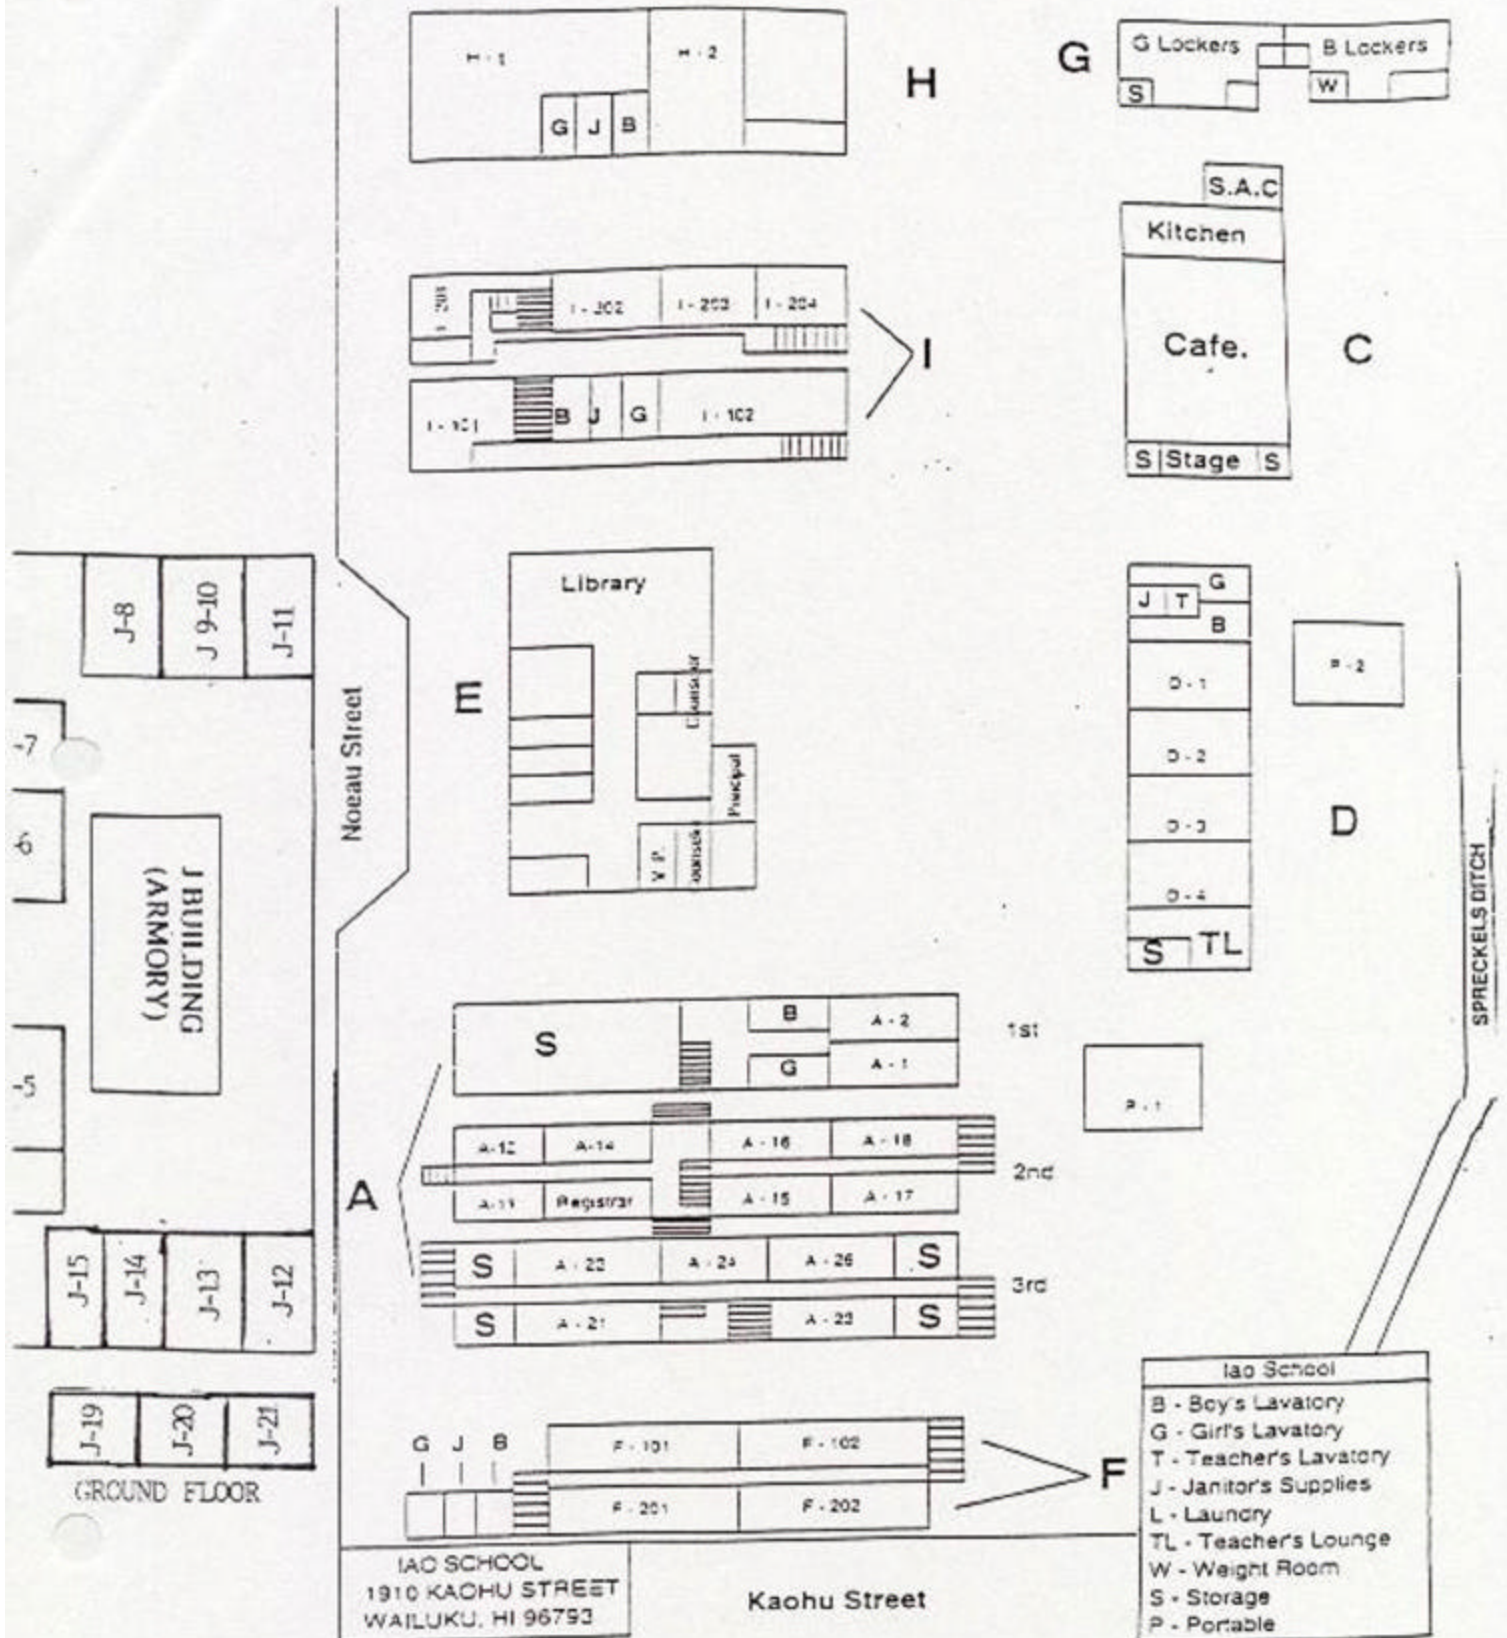 H - 1
H - 2
G J B
H
G
G Lockers
B Lockers
S
W
S.A.C
Kitchen
Cafe.
S Stage S
C
I - 202
I - 203
I - 204
I
I - 101
B J G
I - 102
J-8
J 9-10
J-11
-7
-6
J BUILDING
(ARMORY)
-5
J-15
J-14
J-13
J-12
J-19
J-20
J-21
GROUND FLOOR
Noeau Street
Library
E
Counselor
Principal
V.P.
G
J T
B
D - 1
D - 2
D - 3
D - 4
S TL
D
P - 2
SPRECKELS DITCH
S
B
A - 2
G
A - 1
1st
P - 1
A
A-12
A-14
A - 16
A - 18
2nd
A-11
Registrar
A - 15
A - 17
S
A - 22
A - 24
A - 26
S
3rd
S
A - 21
A - 23
S
G J B
F - 101
F - 102
F - 201
F - 202
F
Iao School
B - Boy's Lavatory
G - Girl's Lavatory
T - Teacher's Lavatory
J - Janitor's Supplies
L - Laundry
TL - Teacher's Lounge
W - Weight Room
S - Storage
P - Portable
IAO SCHOOL
1910 KAOHU STREET
WAILUKU, HI 96793
Kaohu Street